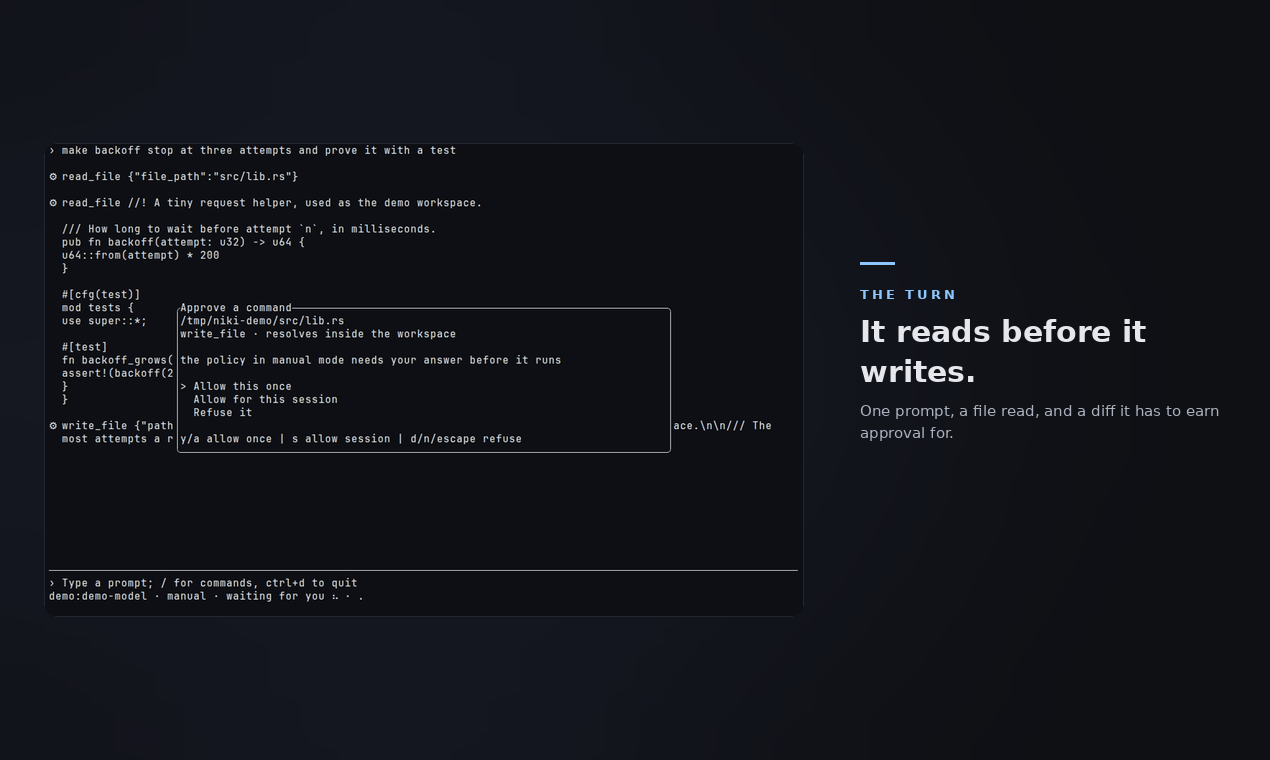 › make backoff stop at three attempts and prove it with a test
⚙ read_file {"file_path":"src/lib.rs"}
⚙ read_file //! A tiny request helper, used as the demo workspace.
/// How long to wait before attempt `n`, in milliseconds.
pub fn backoff(attempt: u32) -> u64 {
u64::from(attempt) * 200
}
#[cfg(test)]
mod tests {
use super::*;
#[test]
fn backoff_grows(
assert!(backoff(2
}
}
⚙ write_file {"path
ace.\n\n/// The
most attempts a r
Approve a command
/tmp/niki-demo/src/lib.rs
write_file · resolves inside the workspace
the policy in manual mode needs your answer before it runs
> Allow this once
Allow for this session
Refuse it
y/a allow once | s allow session | d/n/escape refuse
› Type a prompt; / for commands, ctrl+d to quit
demo:demo-model · manual · waiting for you ⠦ · .
THE TURN
It reads before it
writes.
One prompt, a file read, and a diff it has to earn
approval for.